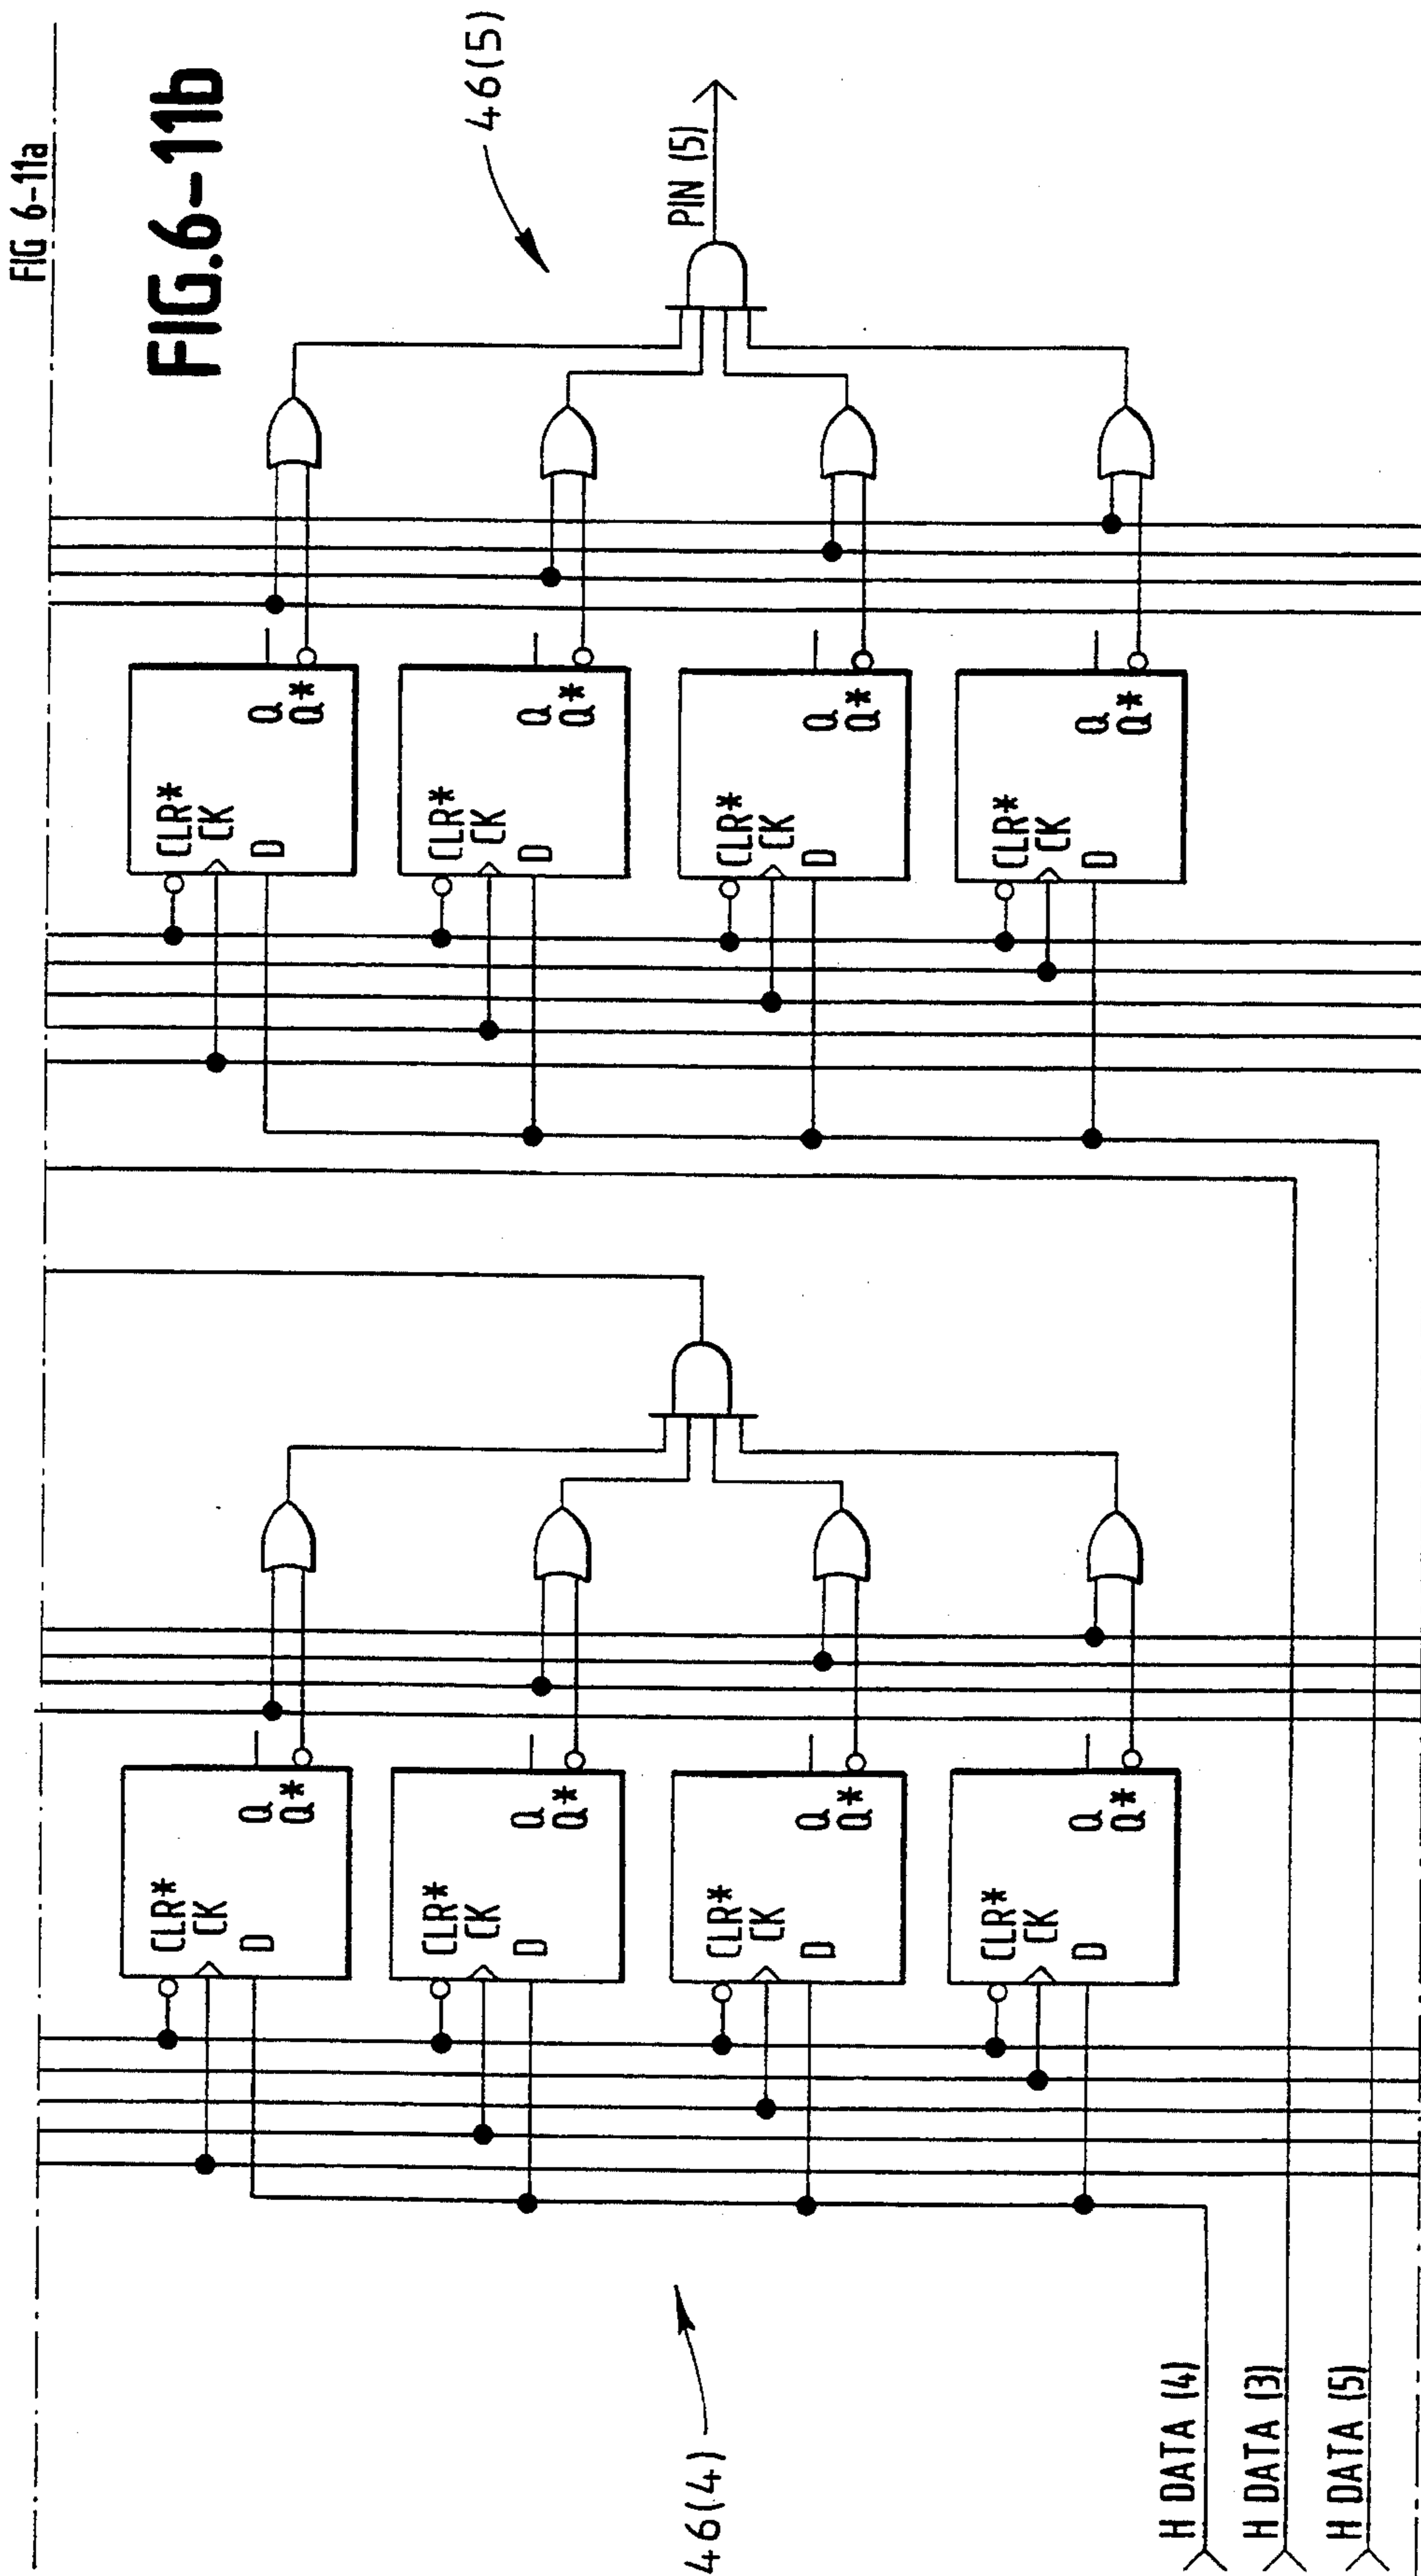 FIG 6-11a
FIG.6-11b
46(5)
PIN (5)
CLR*
CK
D
Q
Q*
CLR*
CK
D
Q
Q*
CLR*
CK
D
Q
Q*
CLR*
CK
D
Q
Q*
CLR*
CK
D
Q
Q*
CLR*
CK
D
Q
Q*
CLR*
CK
D
Q
Q*
CLR*
CK
D
Q
Q*
46(4)
H DATA (4)
H DATA (3)
H DATA (5)